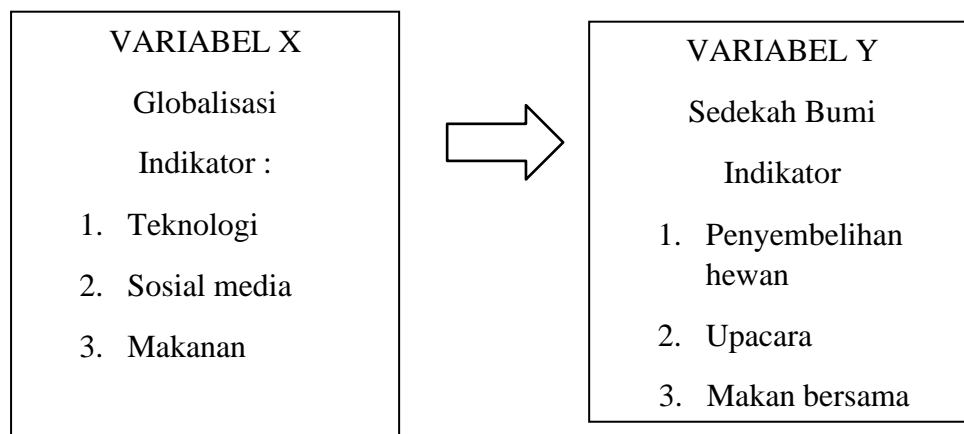 VARIABEL X
Globalisasi
Indikator :
1. Teknologi
2. Sosial media
3. Makanan
VARIABEL Y
Sedekah Bumi
Indikator
1. Penyembelihan
hewan
2. Upacara
3. Makan bersama